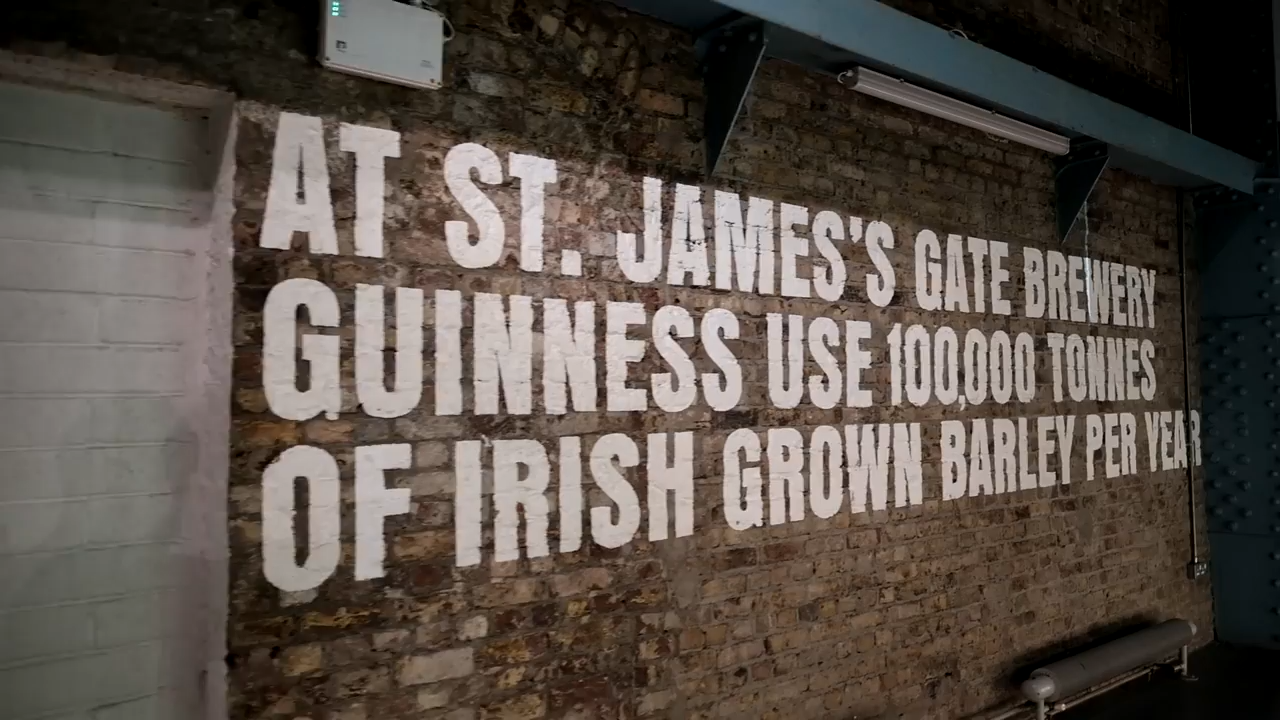 AT ST. JAMES'S GATE BREWERY
GUINNESS USE 100,000 TONNES
OF IRISH GROWN BARLEY PER YEAR